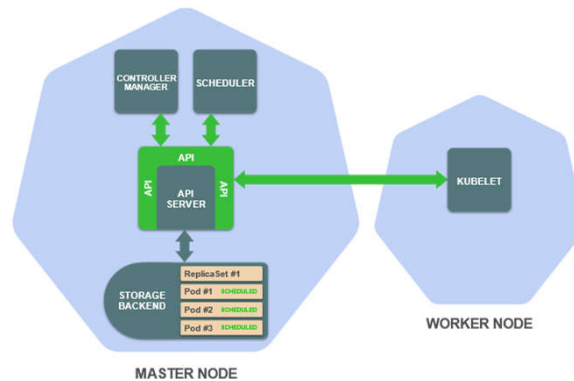 CONTROLLER
MANAGER
SCHEDULER
API
API
API
API
SERVER
KUBELET
STORAGE
BACKEND
ReplicaSet #1
Pod #1 SCHEDULED
Pod #2 SCHEDULED
Pod #3 SCHEDULED
WORKER NODE
MASTER NODE